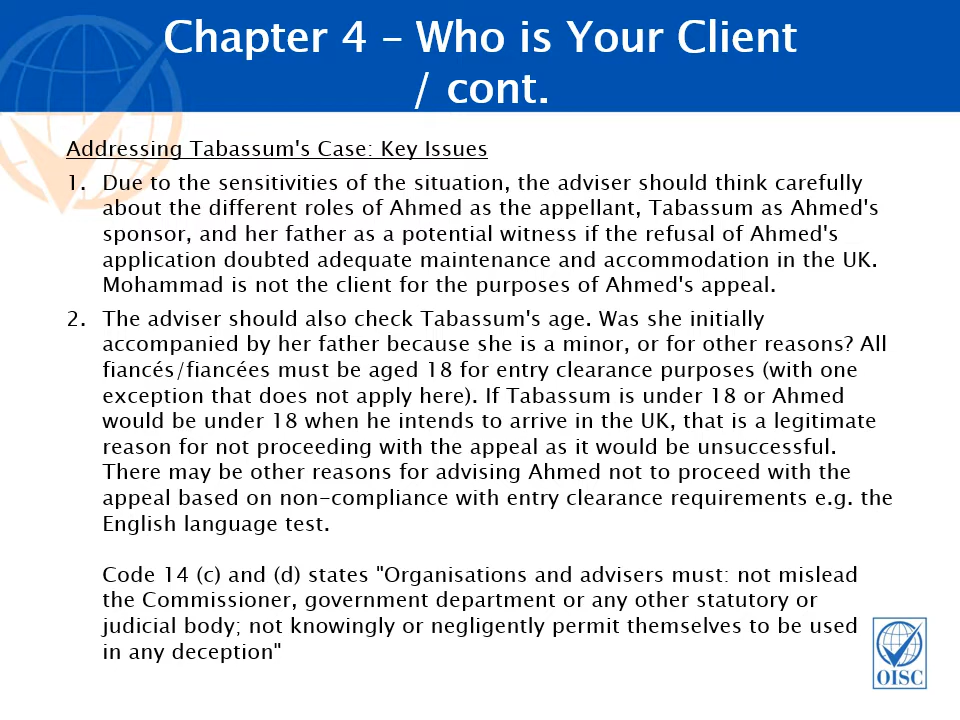 Chapter 4 – Who is Your Client
/ cont.
Addressing Tabassum's Case: Key Issues
1. Due to the sensitivities of the situation, the adviser should think carefully
about the different roles of Ahmed as the appellant, Tabassum as Ahmed's
sponsor, and her father as a potential witness if the refusal of Ahmed's
application doubted adequate maintenance and accommodation in the UK.
Mohammad is not the client for the purposes of Ahmed's appeal.
2. The adviser should also check Tabassum's age. Was she initially
accompanied by her father because she is a minor, or for other reasons? All
fiancés/fiancées must be aged 18 for entry clearance purposes (with one
exception that does not apply here). If Tabassum is under 18 or Ahmed
would be under 18 when he intends to arrive in the UK, that is a legitimate
reason for not proceeding with the appeal as it would be unsuccessful.
There may be other reasons for advising Ahmed not to proceed with the
appeal based on non-compliance with entry clearance requirements e.g. the
English language test.
Code 14 (c) and (d) states "Organisations and advisers must: not mislead
the Commissioner, government department or any other statutory or
judicial body; not knowingly or negligently permit themselves to be used
in any deception"
OISC